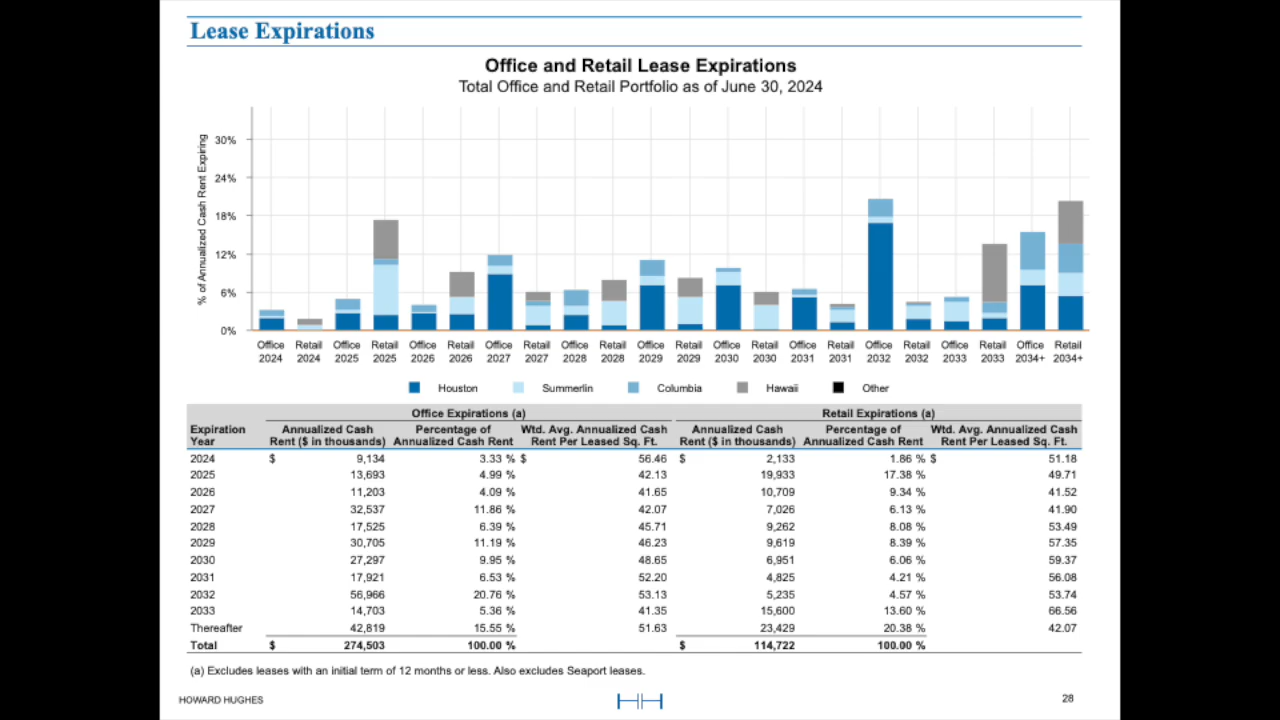 Lease Expirations
Office and Retail Lease Expirations
Total Office and Retail Portfolio as of June 30, 2024
% of Annualized Cash Rent Expiring
30%
24%
18%
12%
6%
0%
Office Retail Office Retail Office Retail Office Retail Office Retail Office Retail Office Retail Office Retail Office Retail Office Retail Office Retail
2024 2024 2025 2025 2026 2026 2027 2027 2028 2028 2029 2029 2030 2030 2031 2031 2032 2032 2033 2033 2034+ 2034+
Houston Summerlin Columbia Hawaii Other
Office Expirations (a) Retail Expirations (a)
Expiration Annualized Cash Percentage of Wtd. Avg. Annualized Cash Annualized Cash Percentage of Wtd. Avg. Annualized Cash
Year Rent ($ in thousands) Annualized Cash Rent Rent Per Leased Sq. Ft. Rent ($ in thousands) Annualized Cash Rent Rent Per Leased Sq. Ft.
2024 $ 9,134 3.33 % $ 56.46 $ 2,133 1.86 % $ 51.18
2025 13,693 4.99 % 42.13 19,933 17.38 % 49.71
2026 11,203 4.09 % 41.65 10,709 9.34 % 41.52
2027 32,537 11.86 % 42.07 7,026 6.13 % 41.90
2028 17,525 6.39 % 45.71 9,262 8.08 % 53.49
2029 30,705 11.19 % 46.23 9,619 8.39 % 57.35
2030 27,297 9.95 % 48.65 6,951 6.06 % 59.37
2031 17,921 6.53 % 52.20 4,825 4.21 % 56.08
2032 56,966 20.76 % 53.13 5,235 4.57 % 53.74
2033 14,703 5.36 % 41.35 15,600 13.60 % 66.56
Thereafter 42,819 15.55 % 51.63 23,429 20.38 % 42.07
Total $ 274,503 100.00 % $ 114,722 100.00 %
(a) Excludes leases with an initial term of 12 months or less. Also excludes Seaport leases.
HOWARD HUGHES 28